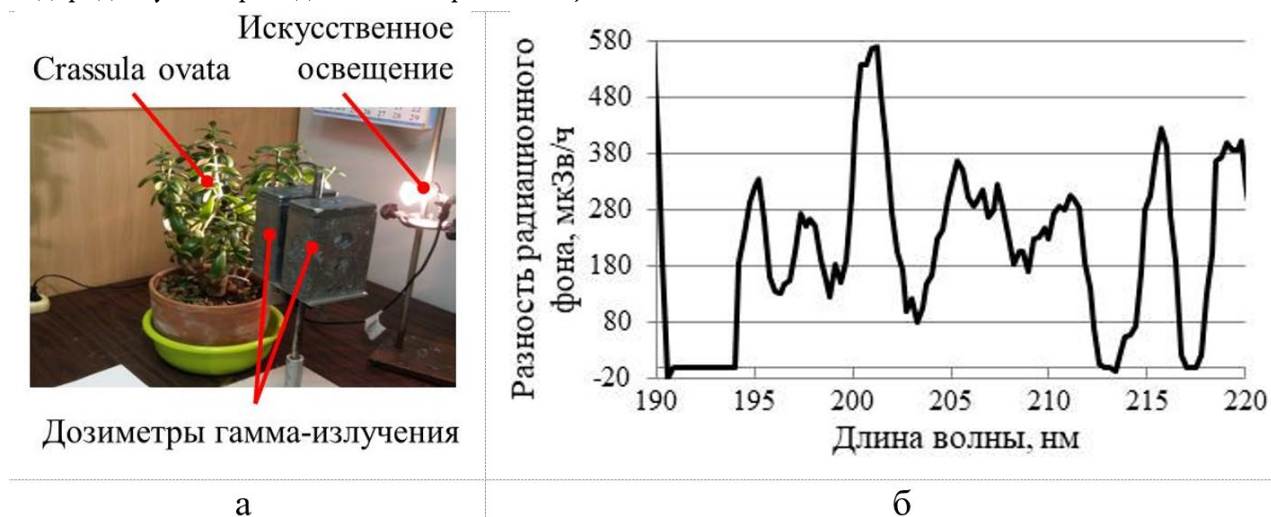 Искусственное
освещение
Crassula ovata
Дозиметры гамма-излучения
а
Разность радиационного
фона, мкЗв/ч
580
480
380
280
180
80
-20
190 195 200 205 210 215 220
Длина волны, нм
б